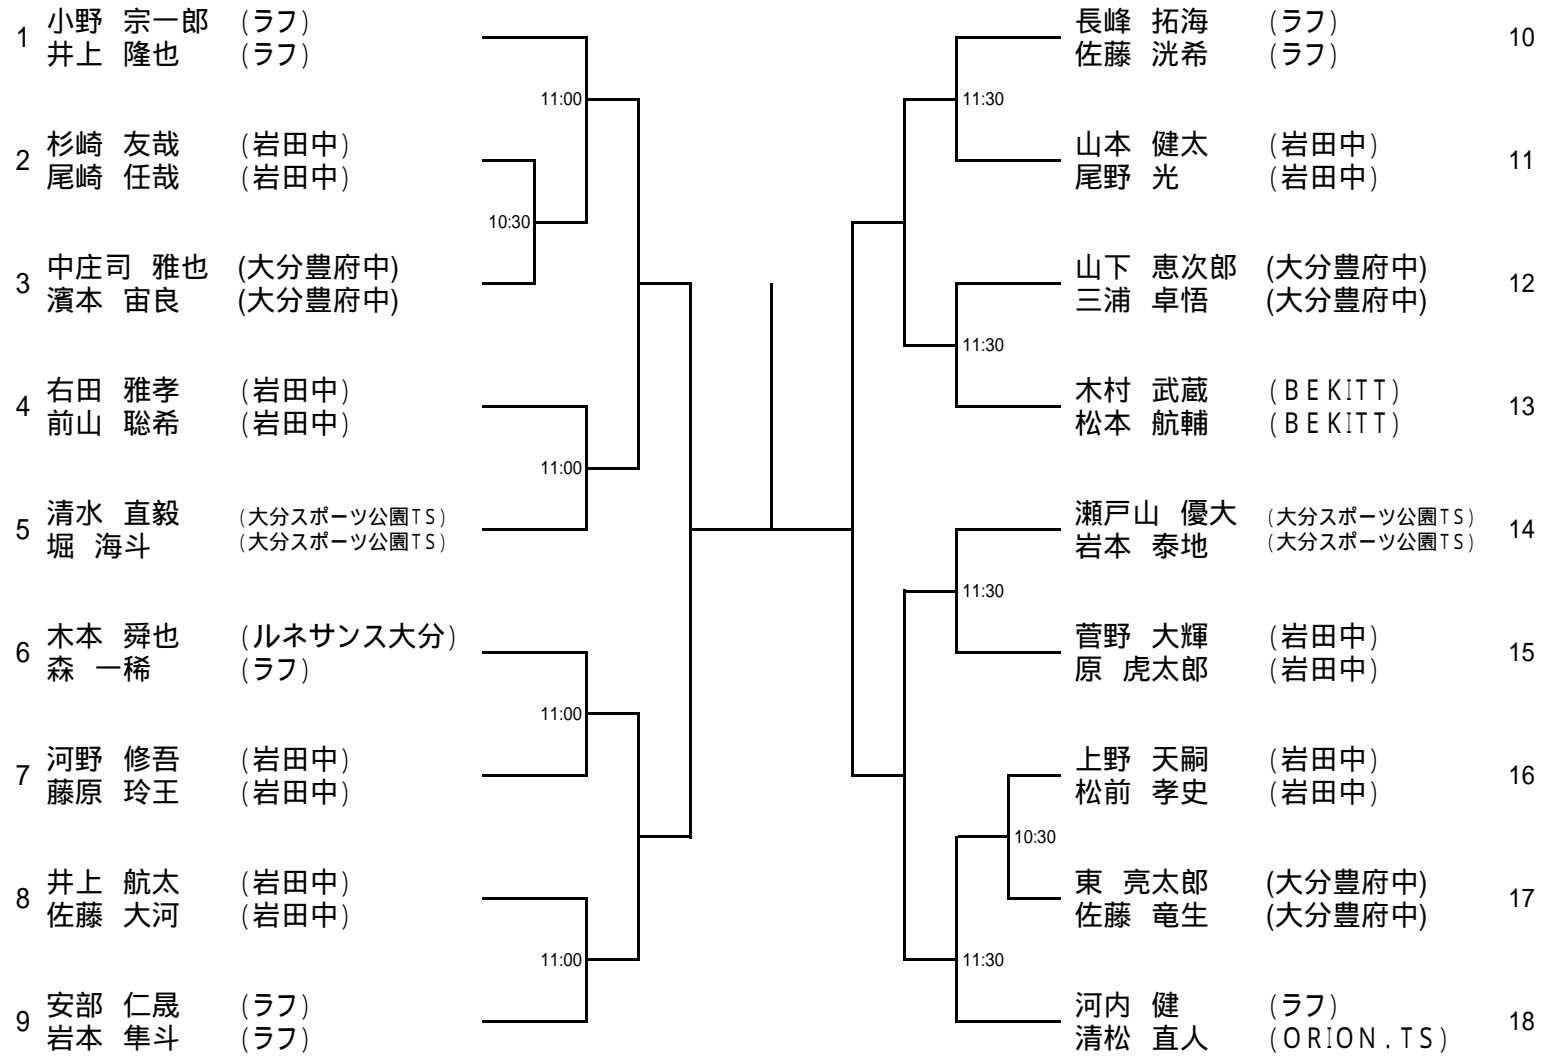 1 小野 宗一郎 (ラフ)
井上 隆也 (ラフ)
11:00
2 杉崎 友哉 (岩田中)
尾崎 任哉 (岩田中)
10:30
3 中庄司 雅也 (大分豊府中)
濱本 宙良 (大分豊府中)
4 右田 雅孝 (岩田中)
前山 聡希 (岩田中)
11:00
5 清水 直毅 (大分スポーツ公園TS)
堀 海斗 (大分スポーツ公園TS)
6 木本 舜也 (ルネサンス大分)
森 一稀 (ラフ)
11:00
7 河野 修吾 (岩田中)
藤原 玲王 (岩田中)
8 井上 航太 (岩田中)
佐藤 大河 (岩田中)
11:00
9 安部 仁晟 (ラフ)
岩本 隼斗 (ラフ)
長峰 拓海 (ラフ) 10
佐藤 洸希 (ラフ)
11:30
山本 健太 (岩田中) 11
尾野 光 (岩田中)
山下 恵次郎 (大分豊府中) 12
三浦 卓悟 (大分豊府中)
11:30
木村 武蔵 (BEKITT) 13
松本 航輔 (BEKITT)
瀬戸山 優大 (大分スポーツ公園TS) 14
岩本 泰地 (大分スポーツ公園TS)
11:30
菅野 大輝 (岩田中) 15
原 虎太郎 (岩田中)
上野 天嗣 (岩田中) 16
松前 孝史 (岩田中)
10:30
東 亮太郎 (大分豊府中) 17
佐藤 竜生 (大分豊府中)
11:30
河内 健 (ラフ) 18
清松 直人 (ORION.TS)